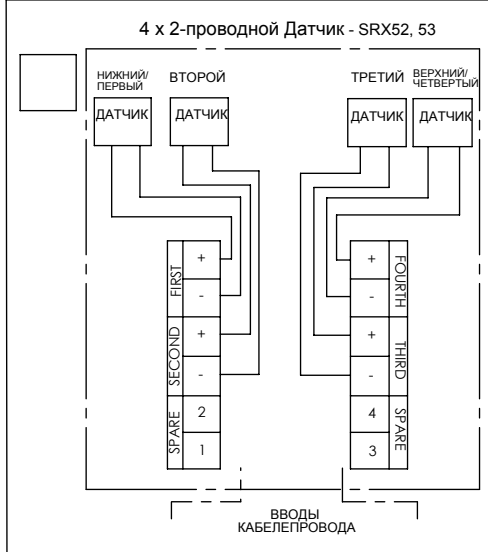 4 x 2-проводной Датчик - SRX52, 53
НИЖНИЙ/
ПЕРВЫЙ
ВТОРОЙ
ТРЕТИЙ
ВЕРХНИЙ/
ЧЕТВЕРТЫЙ
ДАТЧИК
ДАТЧИК
ДАТЧИК
ДАТЧИК
FIRST
+
-
SECOND
+
-
SPARE
2
1
+
-
FOURTH
+
-
THIRD
4
3
SPARE
ВВОДЫ
КАБЕЛЕПРОВОДА